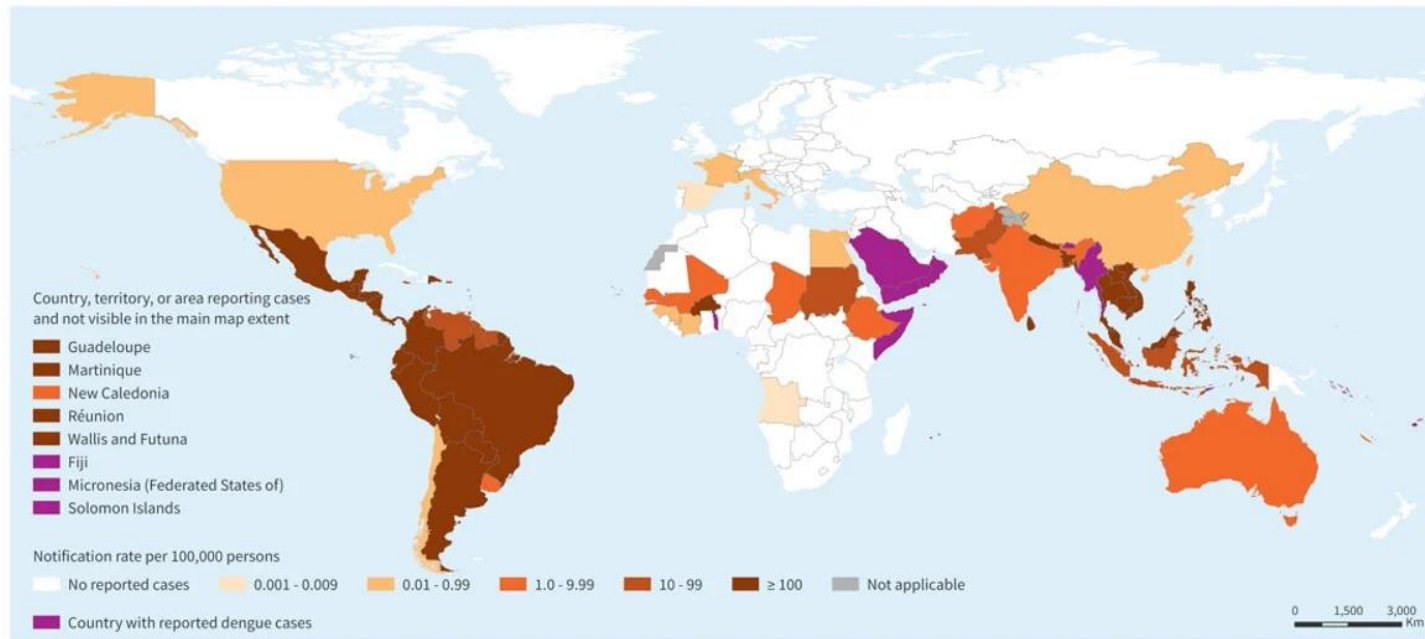 Country, territory, or area reporting cases
and not visible in the main map extent
Guadeloupe
Martinique
New Caledonia
Réunion
Wallis and Futuna
Fiji
Micronesia (Federated States of)
Solomon Islands
Notification rate per 100,000 persons
No reported cases 0.001 - 0.009 0.01 - 0.99 1.0 - 9.99 10 - 99 ≥ 100 Not applicable
Country with reported dengue cases
0 1,500 3,000
Km